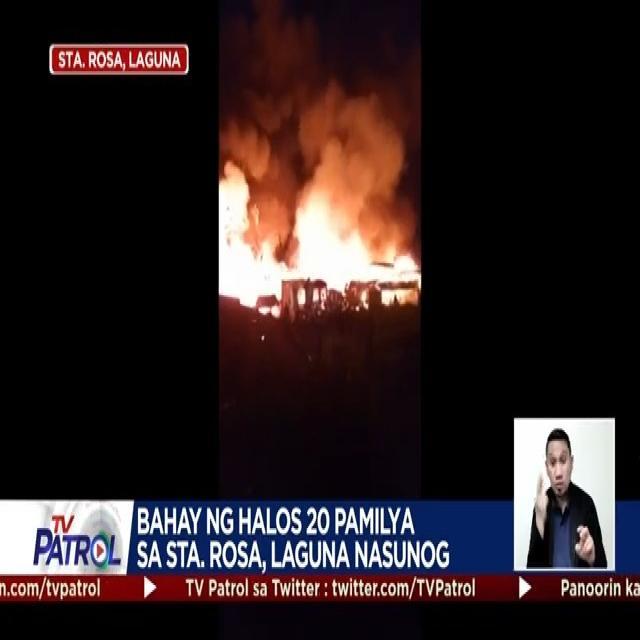 STA. ROSA, LAGUNA
TV PATROL
BAHAY NG HALOS 20 PAMILYA
SA STA. ROSA, LAGUNA NASUNOG
n.com/tvpatrol TV Patrol sa Twitter : twitter.com/TVPatrol Panoorin ka